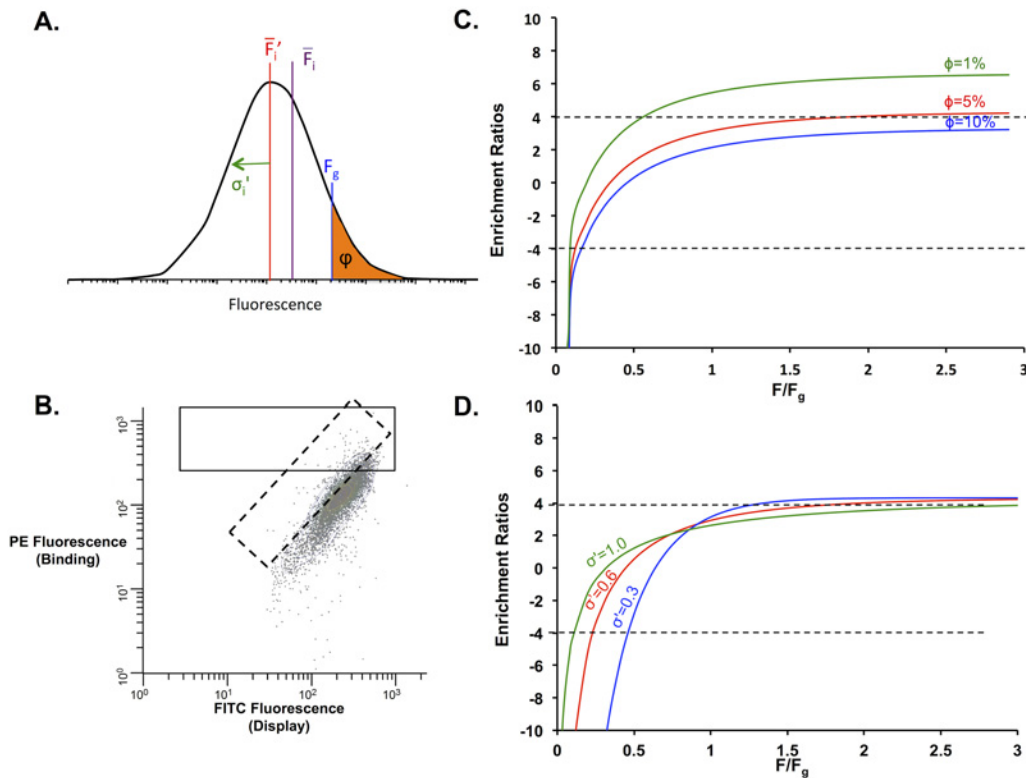 A.
F̅ᵢ’
F̅ᵢ
F_g
σᵢ'
φ
Fluorescence
B.
10³
10²
10¹
10⁰
PE Fluorescence
(Binding)
10⁰ 10¹ 10² 10³
FITC Fluorescence
(Display)
C.
Enrichment Ratios
10
8
6
4
2
0
-2
-4
-6
-8
-10
ϕ=1%
ϕ=5%
ϕ=10%
0 0.5 1 1.5 2 2.5 3
F/F_g
D.
Enrichment Ratios
10
8
6
4
2
0
-2
-4
-6
-8
-10
σ'=1.0
σ'=0.6
σ'=0.3
0 0.5 1 1.5 2 2.5 3
F/F_g